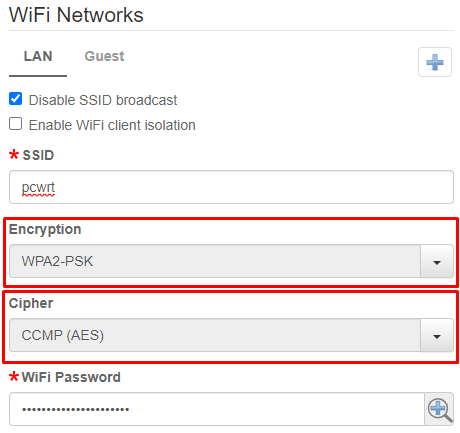 WiFi Networks
LAN Guest
Disable SSID broadcast
Enable WiFi client isolation
* SSID
pcwrt
Encryption
WPA2-PSK
Cipher
CCMP (AES)
* WiFi Password
••••••••••••••••••••••